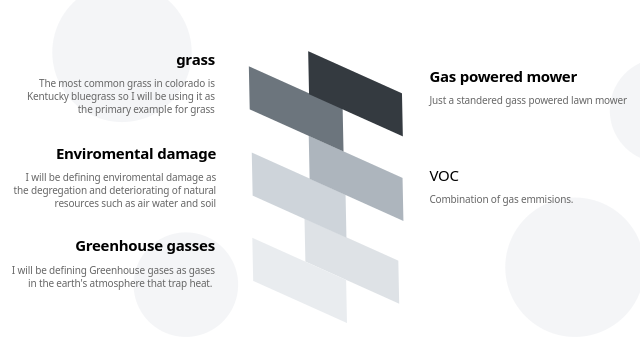 grass
The most common grass in colorado is
Kentucky bluegrass so I will be using it as
the primary example for grass
Enviromental damage
I will be defining enviromental damage as
the degregation and deteriorating of natural
resources such as air water and soil
Greenhouse gasses
I will be defining Greenhouse gases as gases
in the earth's atmosphere that trap heat.
Gas powered mower
Just a standered gass powered lawn mower
VOC
Combination of gas emmisions.